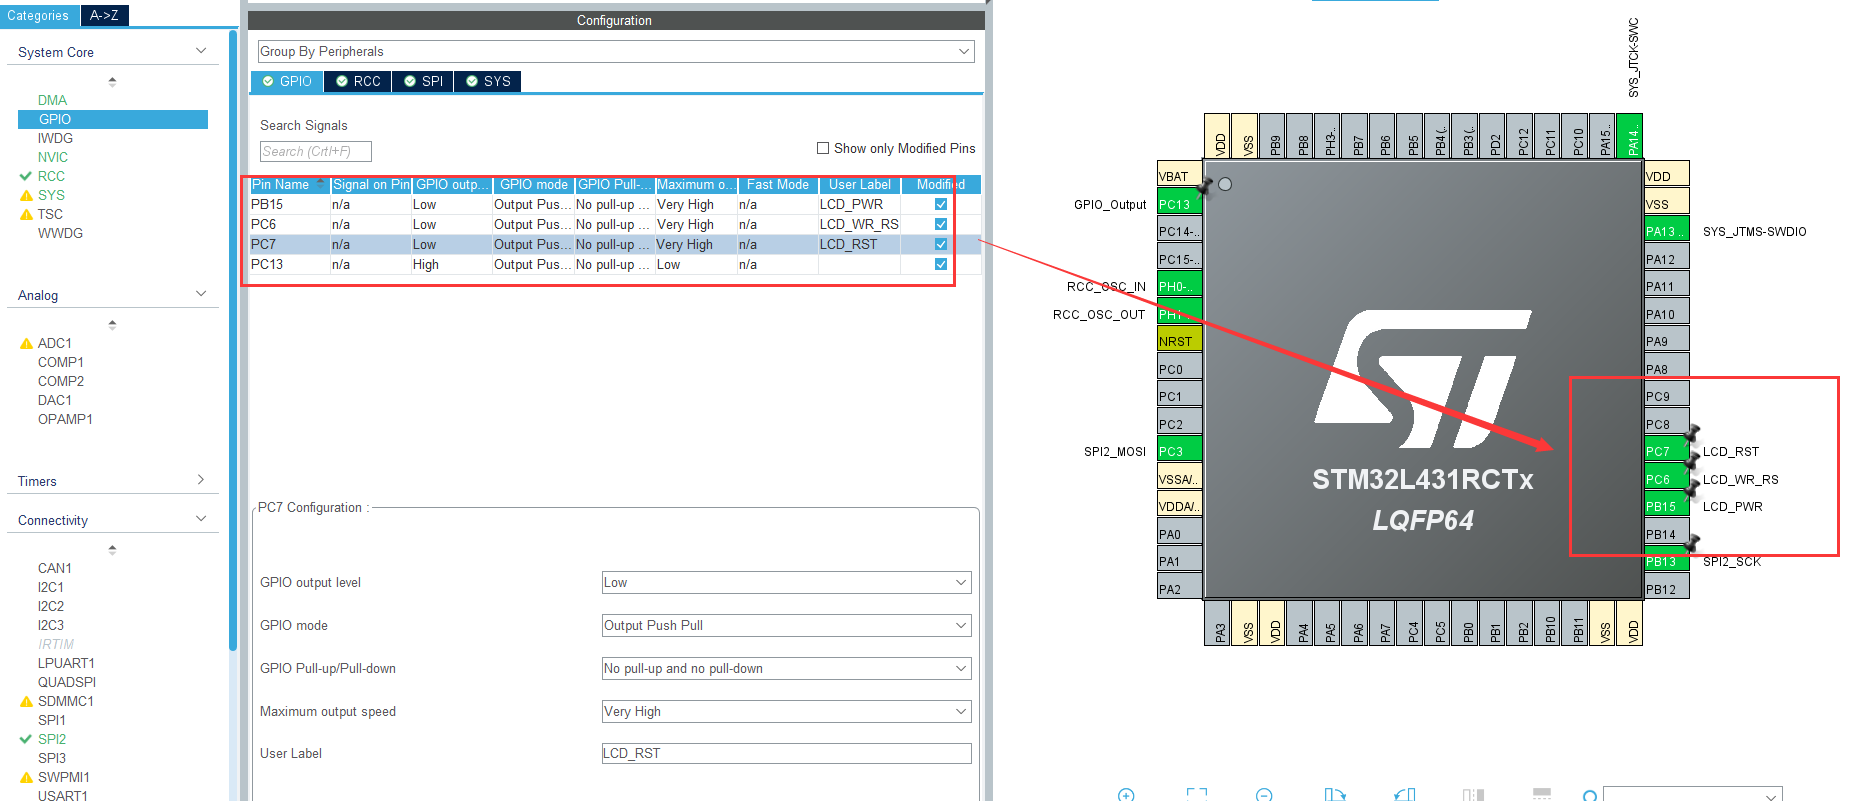 Categories
A->Z
System Core
DMA
GPIO
IWDG
NVIC
RCC
SYS
TSC
WWDG
Analog
ADC1
COMP1
COMP2
DAC1
OPAMP1
Timers
Connectivity
CAN1
I2C1
I2C2
I2C3
IRTIM
LPUART1
QUADSPI
SDMMC1
SPI1
SPI2
SPI3
SWPMI1
USART1
Configuration
Group By Peripherals
GPIO RCC SPI SYS
Search Signals
Search (CrtI+F)
Show only Modified Pins
Pin Name Signal on Pin GPIO outp... GPIO mode GPIO Pull-... Maximum o... Fast Mode User Label Modified
PB15 n/a Low Output Pus... No pull-up ... Very High n/a LCD_PWR
PC6 n/a Low Output Pus... No pull-up ... Very High n/a LCD_WR_RS
PC7 n/a Low Output Pus... No pull-up ... Very High n/a LCD_RST
PC13 n/a High Output Pus... No pull-up ... Low n/a
PC7 Configuration :
GPIO output level Low
GPIO mode Output Push Pull
GPIO Pull-up/Pull-down No pull-up and no pull-down
Maximum output speed Very High
User Label LCD_RST
SYS_JTCK-SWC
VDD VSS PB9 PB8 PH3-.. PB7 PB6 PB5 PB4(. PB3(. PD2 PC12 PC11 PC10 PA15.. PA14..
VBAT
GPIO_Output PC13
PC14-..
PC15-..
RCC_OSC_IN PH0-..
RCC_OSC_OUT PH1-
NRST
PC0
PC1
PC2
SPI2_MOSI PC3
VSSA/..
VDDA/..
PA0
PA1
PA2
STM32L431RCTx
LQFP64
VDD
VSS
PA13.. SYS_JTMS-SWDIO
PA12
PA11
PA10
PA9
PA8
PC9
PC8
PC7 LCD_RST
PC6 LCD_WR_RS
PB15 LCD_PWR
PB14
PB13 SPI2_SCK
PB12
PA3 VSS VDD PA4 PA5 PA6 PA7 PC4 PC5 PB0 PB1 PB2 PB10 PB11 VSS VDD